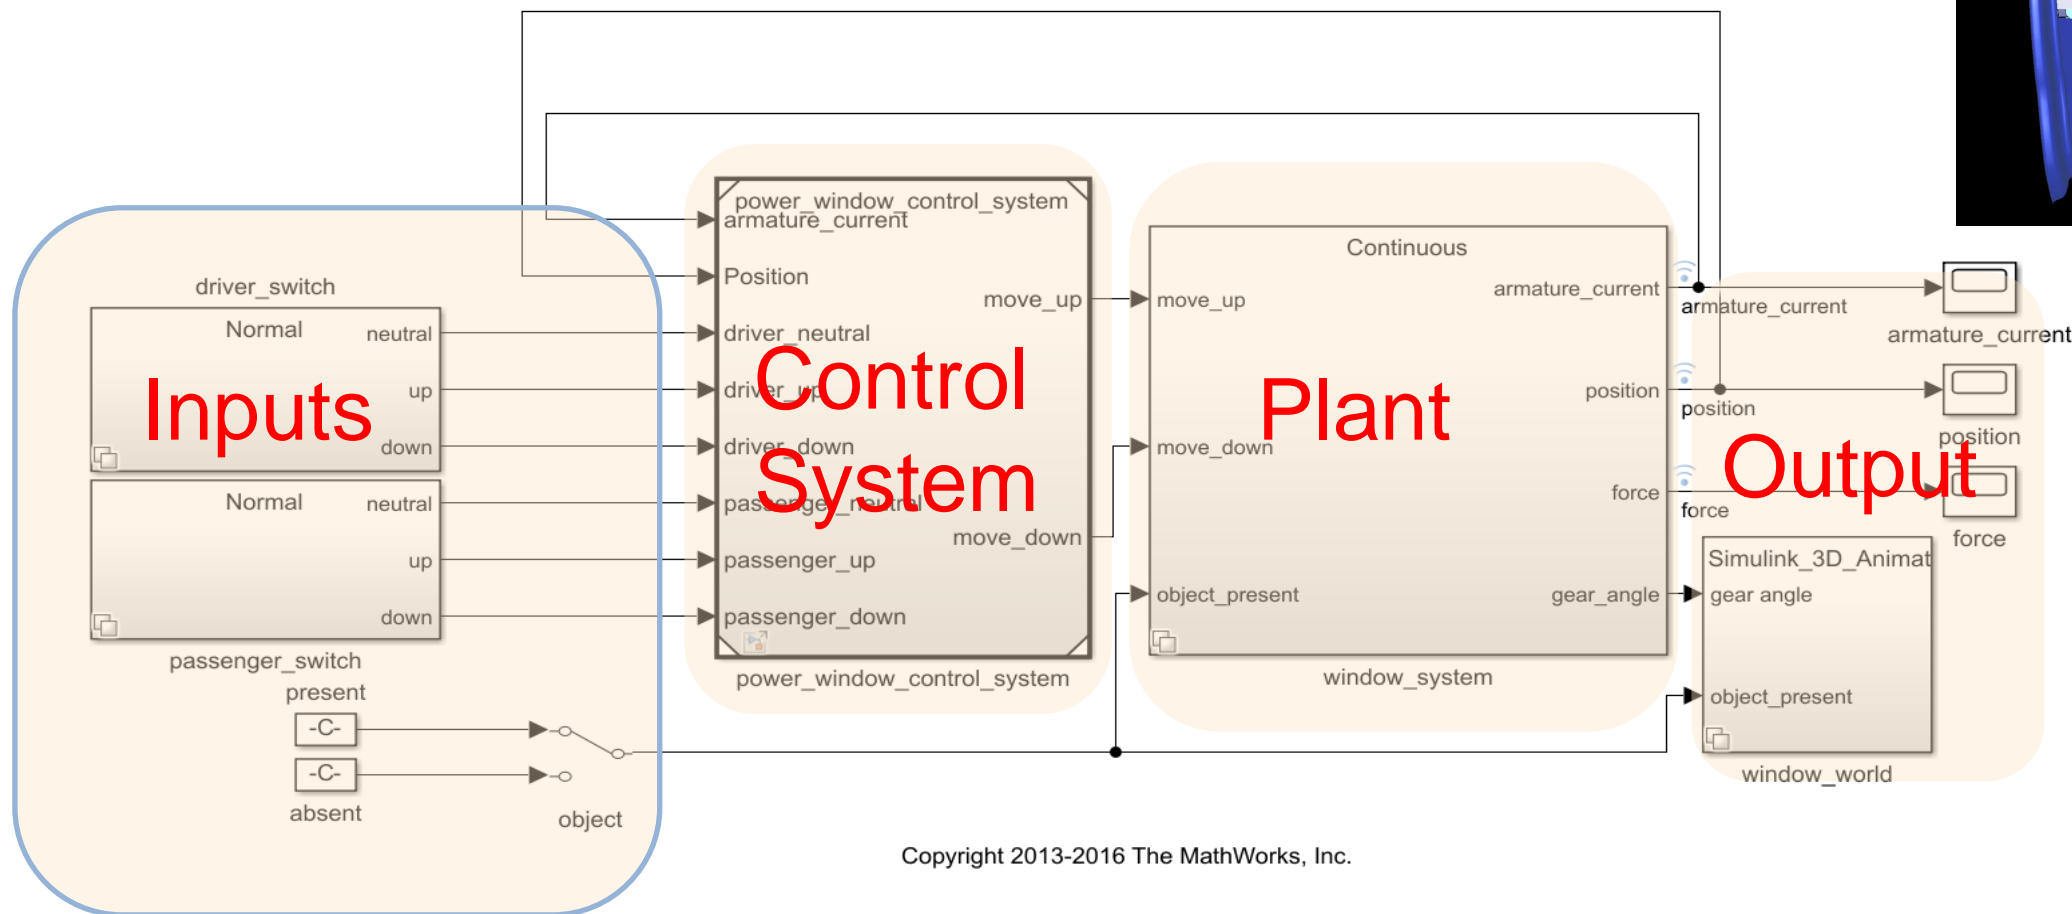 driver_switch
Normal
neutral
up
down
Inputs
Normal
neutral
up
down
passenger_switch
present
-C-
-C-
absent
object
power_window_control_system
armature_current
Position
driver_neutral
driver_up
driver_down
passenger_neutral
passenger_up
passenger_down
move_up
move_down
Control
System
power_window_control_system
Continuous
move_up
move_down
object_present
armature_current
position
force
gear_angle
Plant
window_system
armature_current
position
force
armature_current
position
force
Output
Simulink_3D_Animat
gear angle
object_present
window_world
Copyright 2013-2016 The MathWorks, Inc.